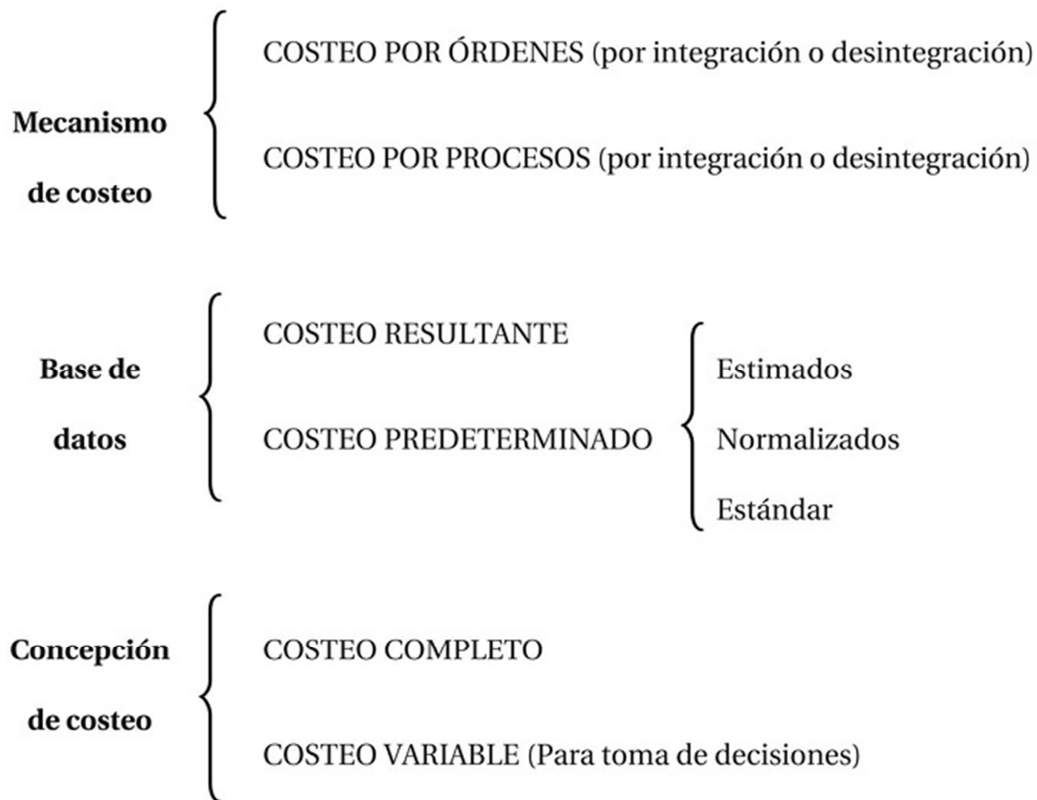 COSTEO POR ÓRDENES (por integración o desintegración)
Mecanismo
de costeo
COSTEO POR PROCESOS (por integración o desintegración)
COSTEO RESULTANTE
Base de
datos
COSTEO PREDETERMINADO
Estimados
Normalizados
Estándar
Concepción
de costeo
COSTEO COMPLETO
COSTEO VARIABLE (Para toma de decisiones)